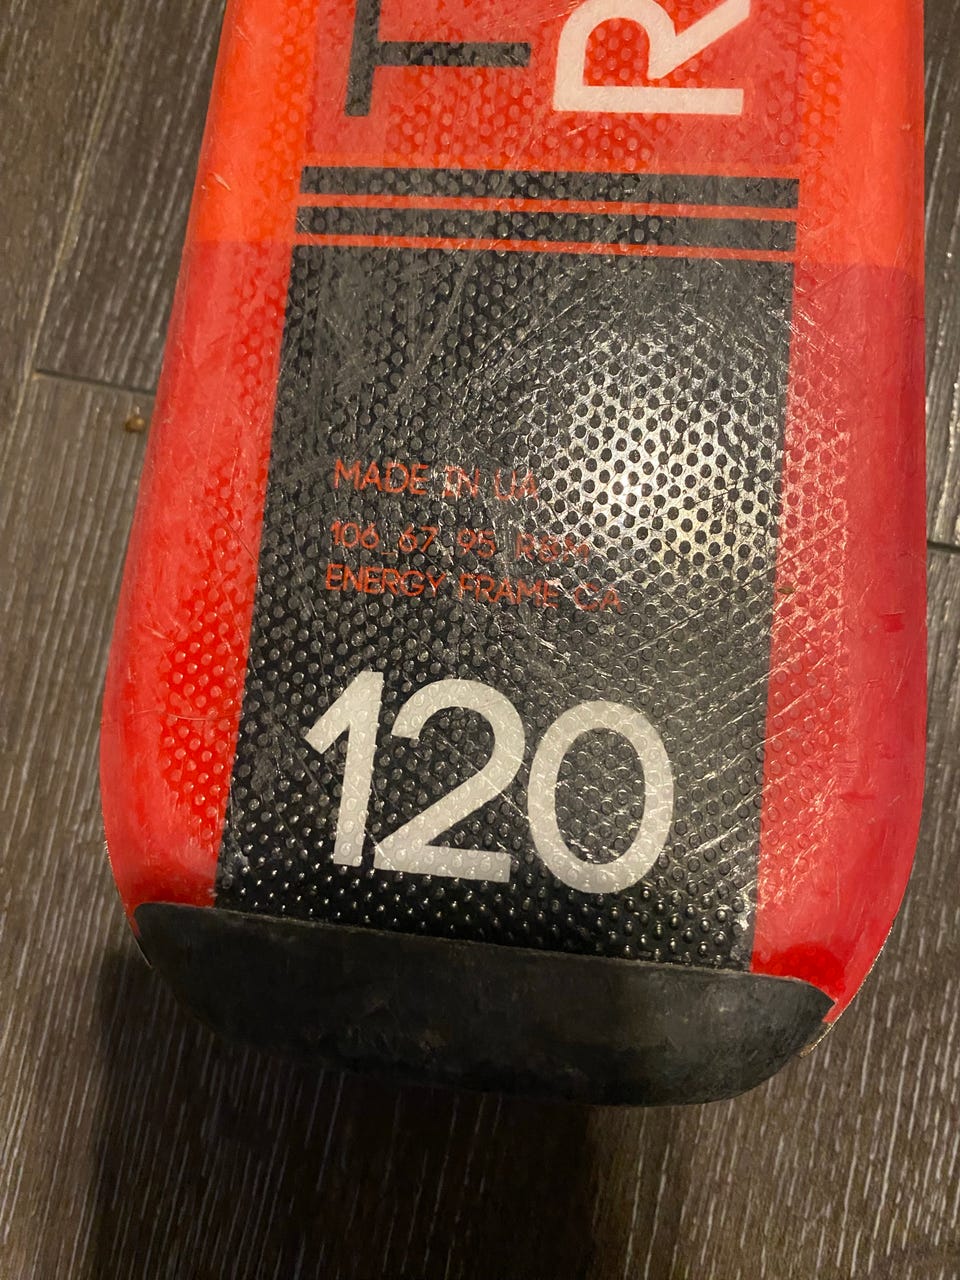 T
R
MADE IN UA
106_67_95 R8M
ENERGY FRAME CA
120